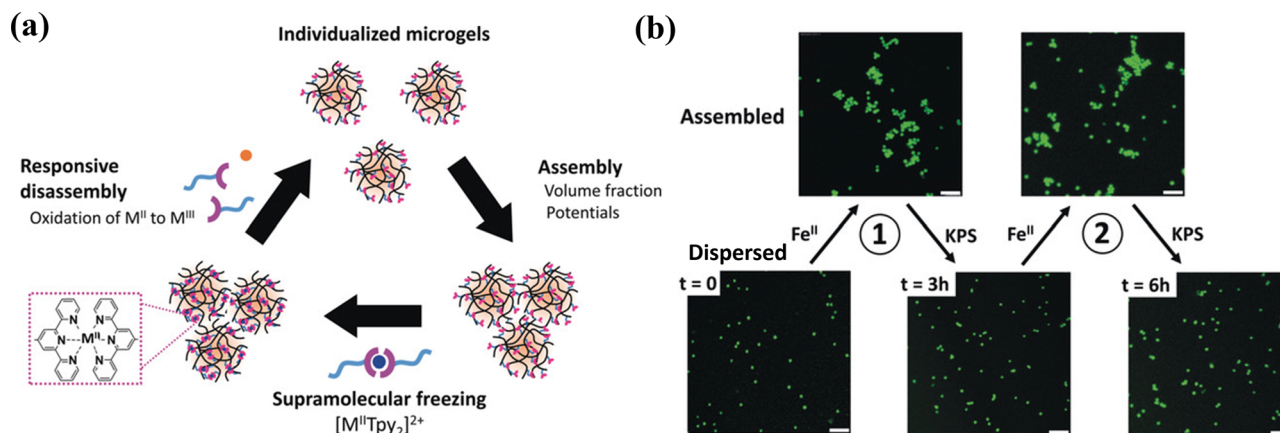 (a)
Individualized microgels
Responsive
disassembly
Oxidation of Mᴵᴵ to Mᴵᴵᴵ
Assembly
Volume fraction
Potentials
N
N
N
Mᴵᴵ
N
N
N
Supramolecular freezing
[MᴵᴵTpy₂]²⁺
(b)
Assembled
Feᴵᴵ
1
KPS
Feᴵᴵ
2
KPS
Dispersed
t = 0
t = 3h
t = 6h